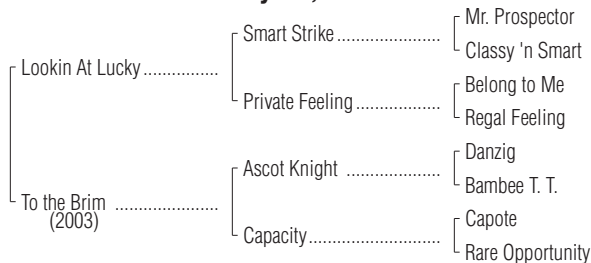 Mr. Prospector
Smart Strike ....................
Classy 'n Smart
Lookin At Lucky ...............
Belong to Me
Private Feeling .................
Regal Feeling
Danzig
Ascot Knight ...................
To the Brim .....................
(2003)
Bambee T. T.
Capote
Capacity ..........................
Rare Opportunity